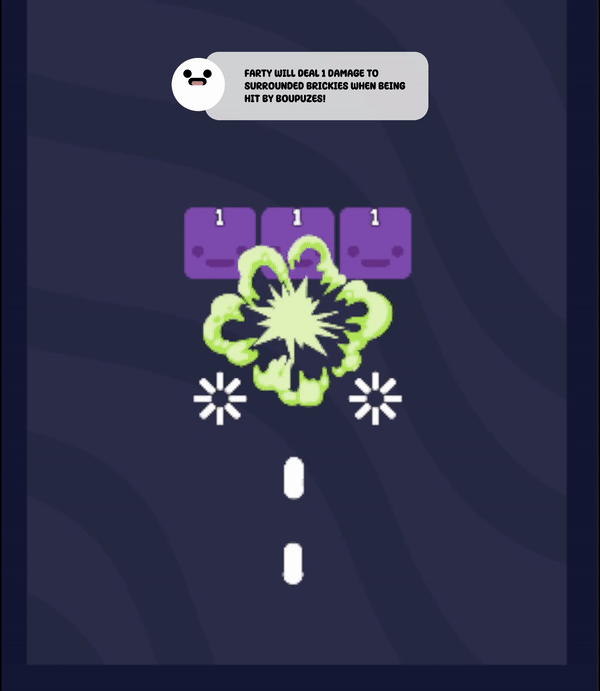 FARTY WILL DEAL 1 DAMAGE TO
SURROUNDED BRICKIES WHEN BEING
HIT BY BOUPUZES!
1 1 1